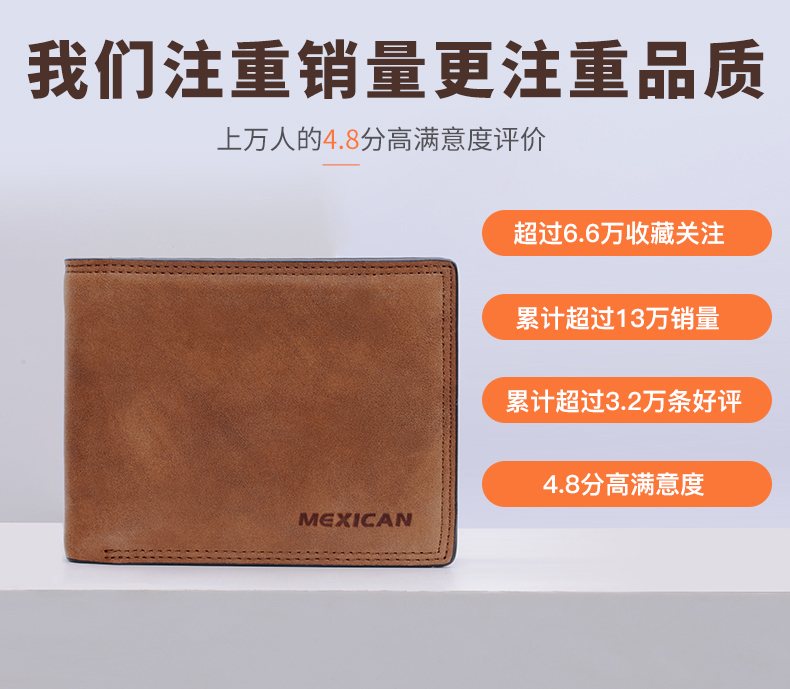 我们注重销量更注重品质
上万人的4.8分高满意度评价
超过6.6万收藏关注
累计超过13万销量
累计超过3.2万条好评
4.8分高满意度
MEXICAN